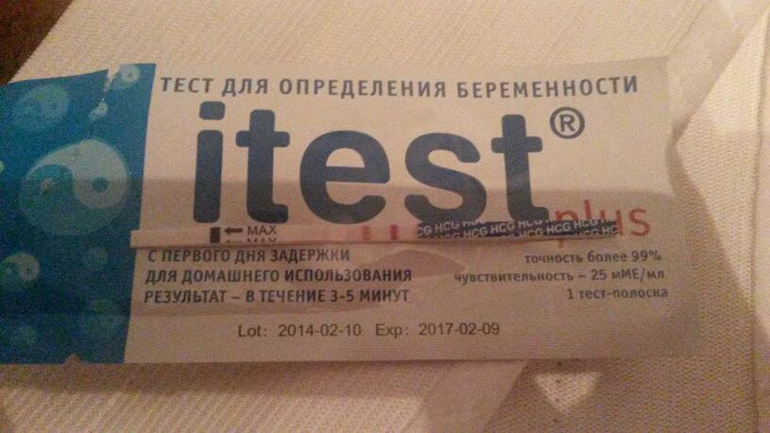 ТЕСТ ДЛЯ ОПРЕДЕЛЕНИЯ БЕРЕМЕННОСТИ
itest®
plus
MAX
HCG HCG HCG HCG
С ПЕРВОГО ДНЯ ЗАДЕРЖКИ
ДЛЯ ДОМАШНЕГО ИСПОЛЬЗОВАНИЯ
РЕЗУЛЬТАТ – В ТЕЧЕНИЕ 3-5 МИНУТ
точность более 99%
чувствительность – 25 мМЕ/мл
1 тест-полоска
Lot: 2014-02-10 Exp: 2017-02-09